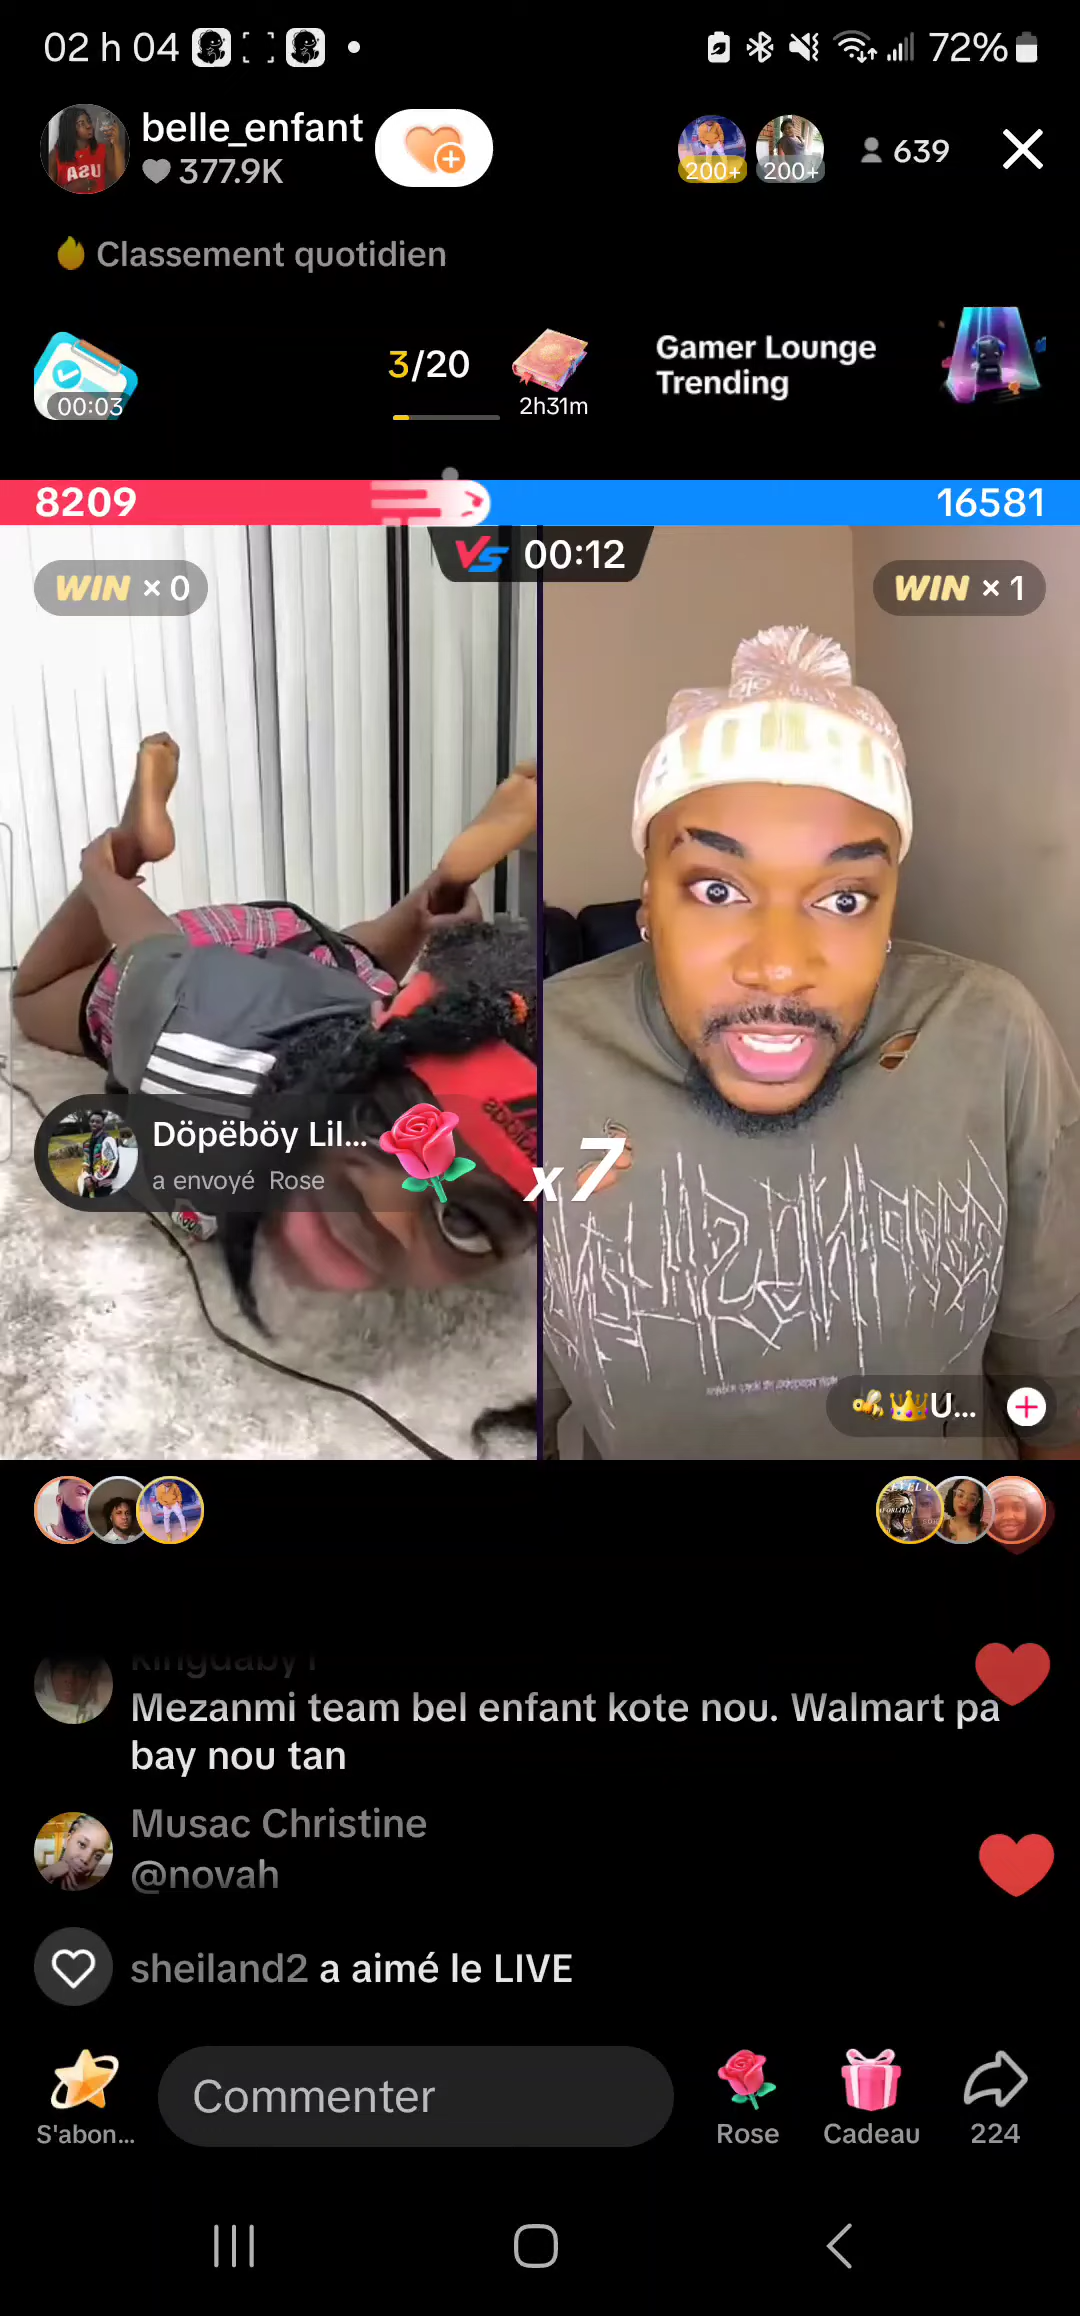 02 h 04
72%
belle_enfant
377.9K
200+
200+
639
Classement quotidien
00:03
3/20
2h31m
Gamer Lounge
Trending
8209
16581
VS 00:12
WIN × 0
WIN × 1
Döpëböy Lil...
a envoyé Rose
x7
U...
Mezanmi team bel enfant kote nou. Walmart pa
bay nou tan
Musac Christine
@novah
sheiland2 a aimé le LIVE
S'abon...
Commenter
Rose
Cadeau
224